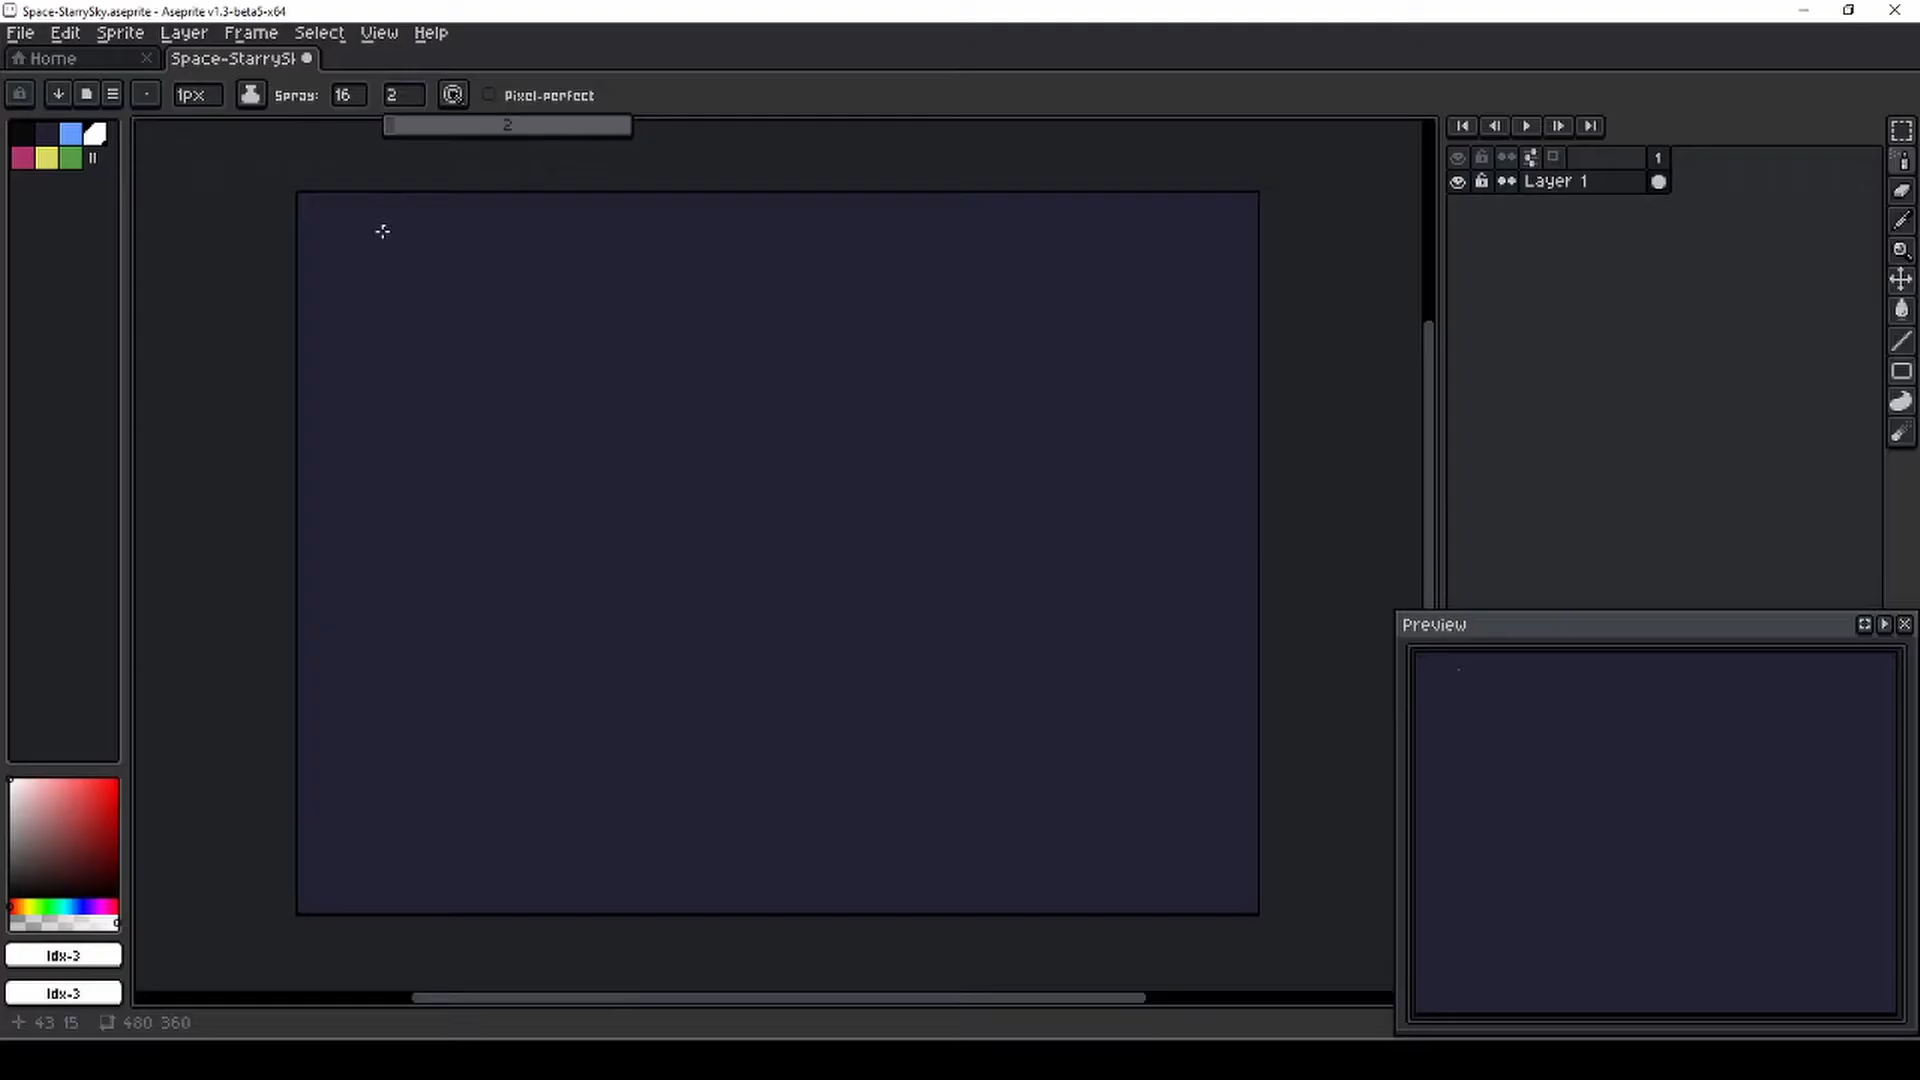 Space-StarrySky.aseprite - Aseprite v1.3-beta5-x64
File Edit Sprite Layer Frame Select View Help
Home Space-StarrySk
1px Spray: 16 2 Pixel-perfect
2
1
Layer 1
Preview
Idx-3
Idx-3
43 15 480 360